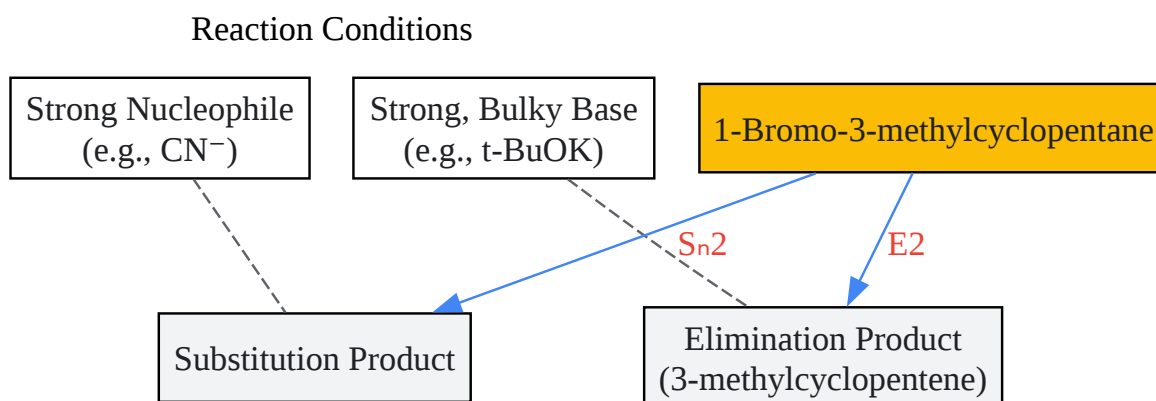 Reaction Conditions
Strong Nucleophile
(e.g., CN⁻)
Strong, Bulky Base
(e.g., t-BuOK)
1-Bromo-3-methylcyclopentane
Sₙ2
E2
Substitution Product
Elimination Product
(3-methylcyclopentene)